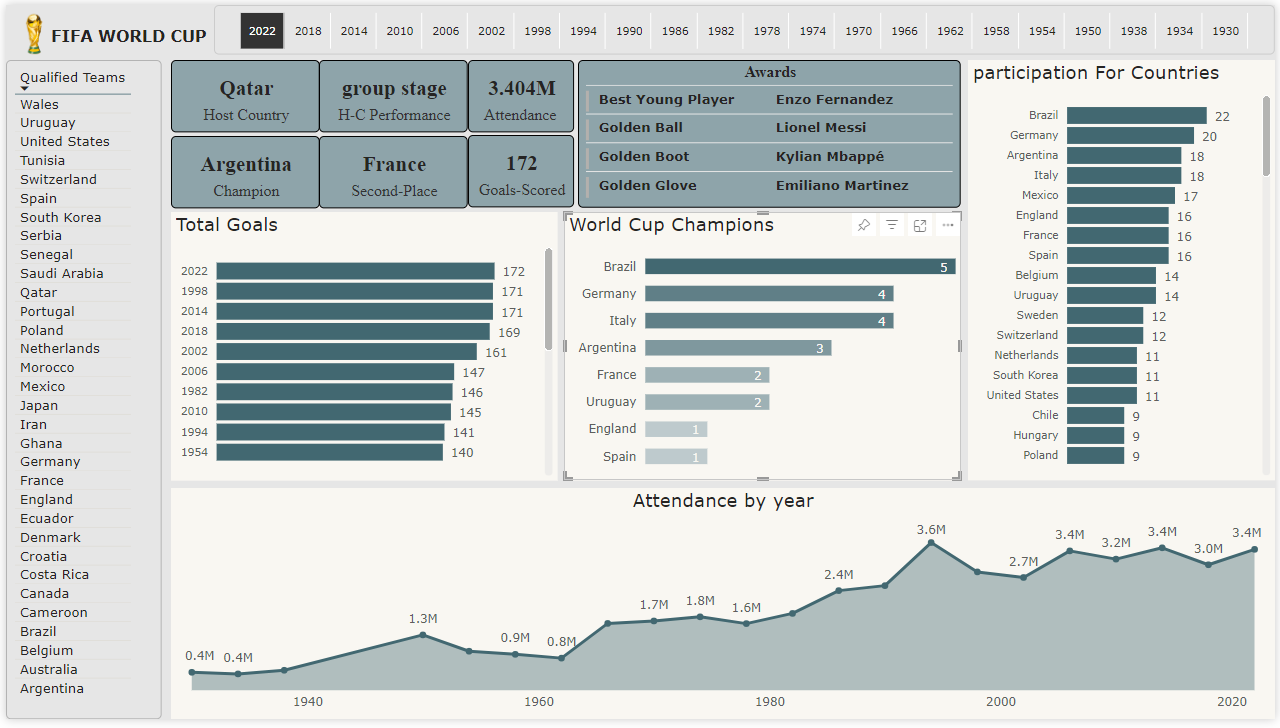 FIFA WORLD CUP
2022 2018 2014 2010 2006 2002 1998 1994 1990 1986 1982 1978 1974 1970 1966 1962 1958 1954 1950 1938 1934 1930
Qualified Teams
Wales
Uruguay
United States
Tunisia
Switzerland
Spain
South Korea
Serbia
Senegal
Saudi Arabia
Qatar
Portugal
Poland
Netherlands
Morocco
Mexico
Japan
Iran
Ghana
Germany
France
England
Ecuador
Denmark
Croatia
Costa Rica
Canada
Cameroon
Brazil
Belgium
Australia
Argentina
Qatar
Host Country
group stage
H-C Performance
3.404M
Attendance
Argentina
Champion
France
Second-Place
172
Goals-Scored
Awards
Best Young Player Enzo Fernandez
Golden Ball Lionel Messi
Golden Boot Kylian Mbappé
Golden Glove Emiliano Martinez
participation For Countries
Brazil 22
Germany 20
Argentina 18
Italy 18
Mexico 17
England 16
France 16
Spain 16
Belgium 14
Uruguay 14
Sweden 12
Switzerland 12
Netherlands 11
South Korea 11
United States 11
Chile 9
Hungary 9
Poland 9
Total Goals
2022 172
1998 171
2014 171
2018 169
2002 161
2006 147
1982 146
2010 145
1994 141
1954 140
World Cup Champions
Brazil 5
Germany 4
Italy 4
Argentina 3
France 2
Uruguay 2
England 1
Spain 1
Attendance by year
0.4M 0.4M 1.3M 0.9M 0.8M 1.7M 1.8M 1.6M 2.4M 3.6M 2.7M 3.4M 3.2M 3.4M 3.0M 3.4M
1940 1960 1980 2000 2020